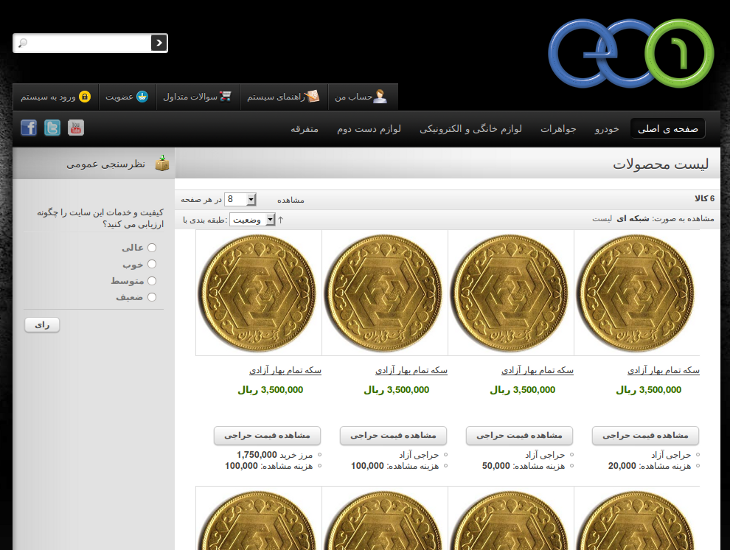 حساب من
راهنمای سیستم
سوالات متداول
عضویت
ورود به سیستم
صفحه ی اصلی
خودرو
جواهرات
لوازم خانگی و الکترونیکی
لوازم دست دوم
متفرقه
لیست محصولات
نظرسنجی عمومی
6 کالا
مشاهده 8 در هر صفحه
مشاهده به صورت: شبکه ای لیست
طبقه بندی با: وضعیت
کیفیت و خدمات این سایت را چگونه
ارزیابی می کنید؟
عالی
خوب
متوسط
ضعیف
رای
سکه تمام بهار آزادی
3,500,000 ریال
مشاهده قیمت حراجی
حراجی آزاد
هزینه مشاهده: 20,000
سکه تمام بهار آزادی
3,500,000 ریال
مشاهده قیمت حراجی
حراجی آزاد
هزینه مشاهده: 50,000
سکه تمام بهار آزادی
3,500,000 ریال
مشاهده قیمت حراجی
حراجی آزاد
هزینه مشاهده: 100,000
سکه تمام بهار آزادی
3,500,000 ریال
مشاهده قیمت حراجی
مرز خرید 1,750,000
هزینه مشاهده: 100,000